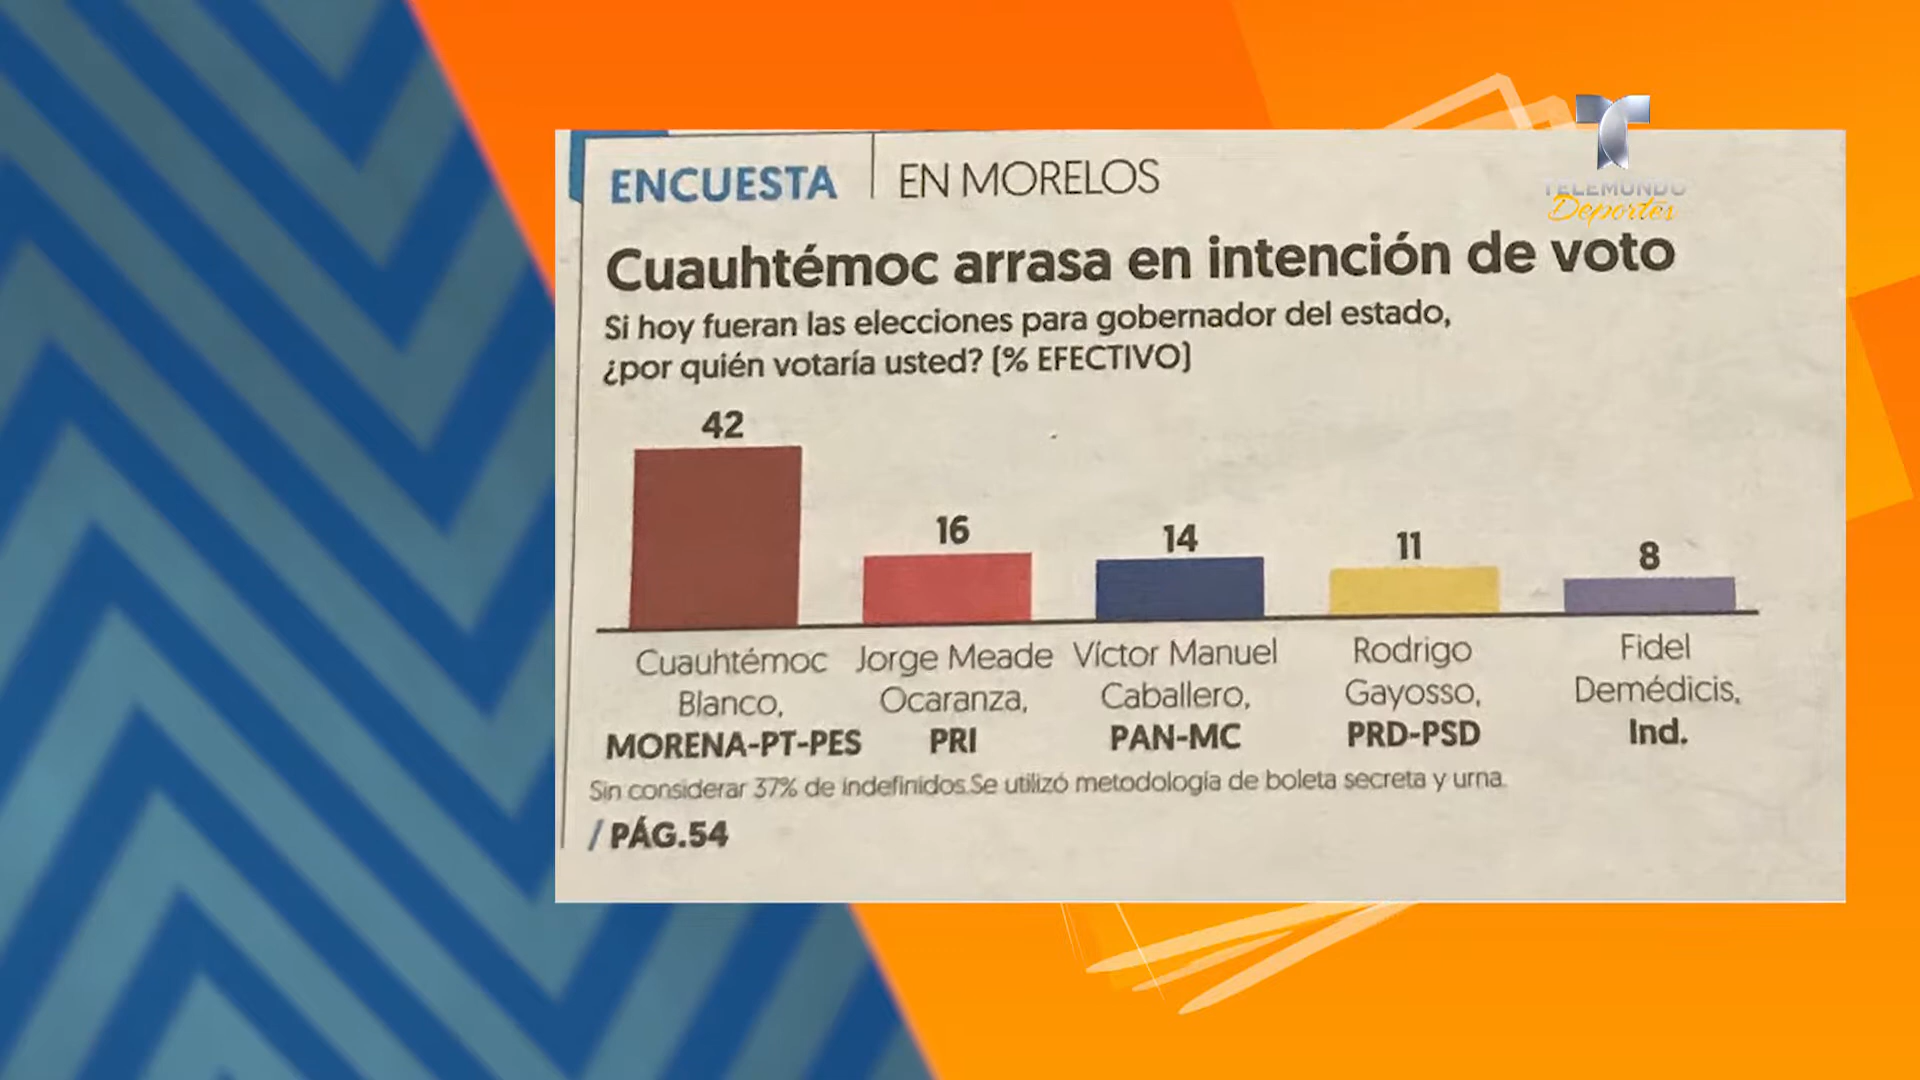 TELEMUNDO
Deportes
ENCUESTA EN MORELOS
Cuauhtémoc arrasa en intención de voto
Si hoy fueran las elecciones para gobernador del estado,
¿por quién votaría usted? (% EFECTIVO)
42
16
14
11
8
Cuauhtémoc
Blanco,
MORENA-PT-PES
Jorge Meade
Ocaranza,
PRI
Víctor Manuel
Caballero,
PAN-MC
Rodrigo
Gayosso,
PRD-PSD
Fidel
Demédicis,
Ind.
Sin considerar 37% de indefinidos.Se utilizó metodología de boleta secreta y urna.
/ PÁG.54